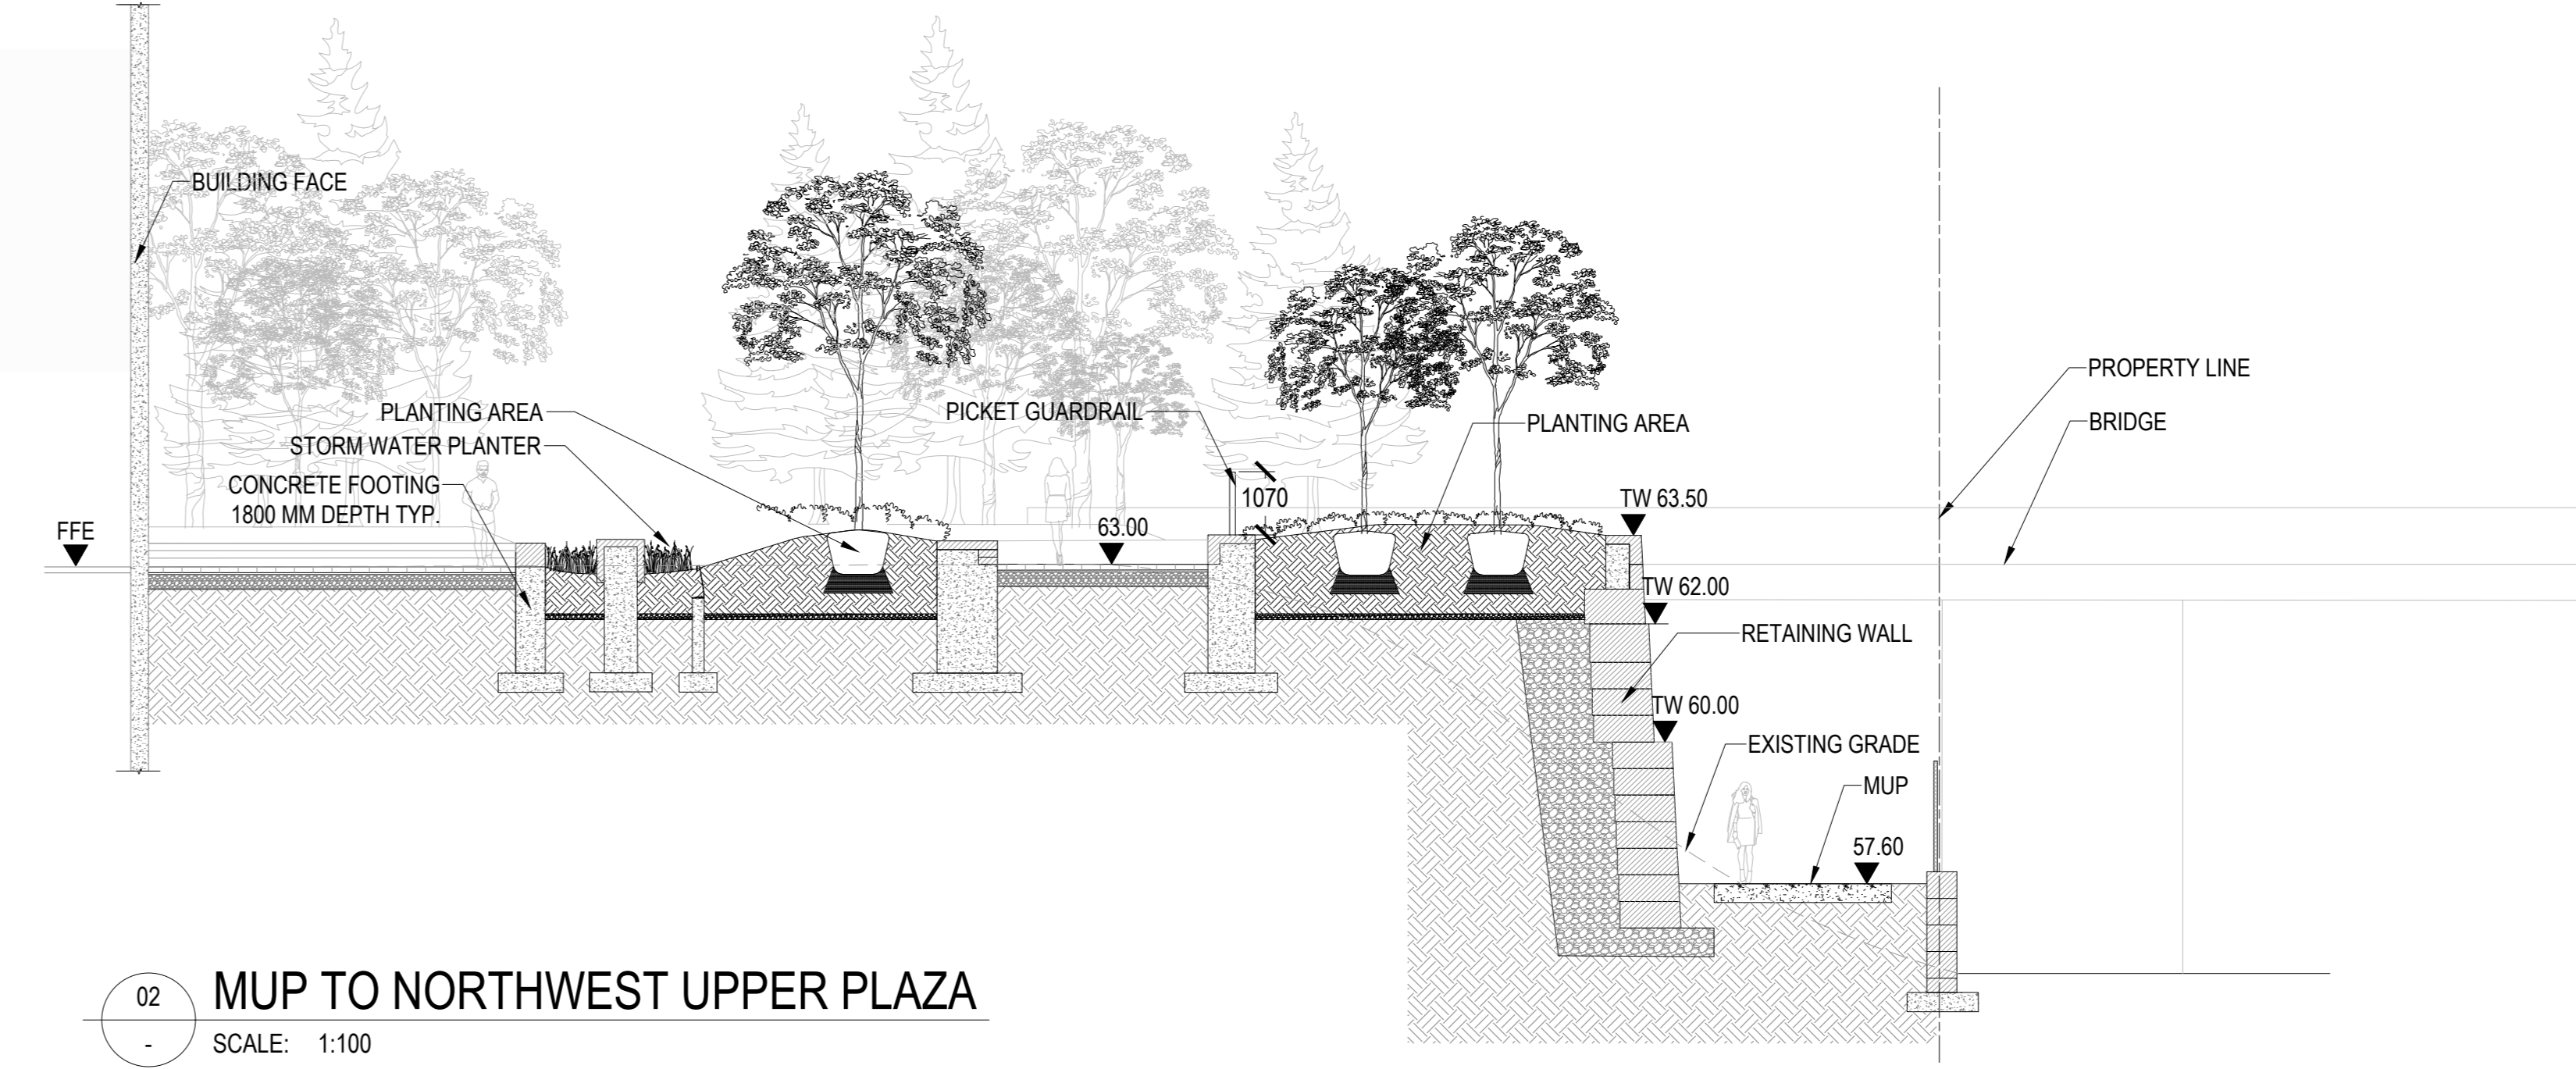 BUILDING FACE
PLANTING AREA
STORM WATER PLANTER
CONCRETE FOOTING
1800 MM DEPTH TYP.
FFE
PICKET GUARDRAIL
1070
63.00
PLANTING AREA
TW 63.50
TW 62.00
RETAINING WALL
TW 60.00
EXISTING GRADE
MUP
57.60
PROPERTY LINE
BRIDGE
02
-
MUP TO NORTHWEST UPPER PLAZA
SCALE: 1:100